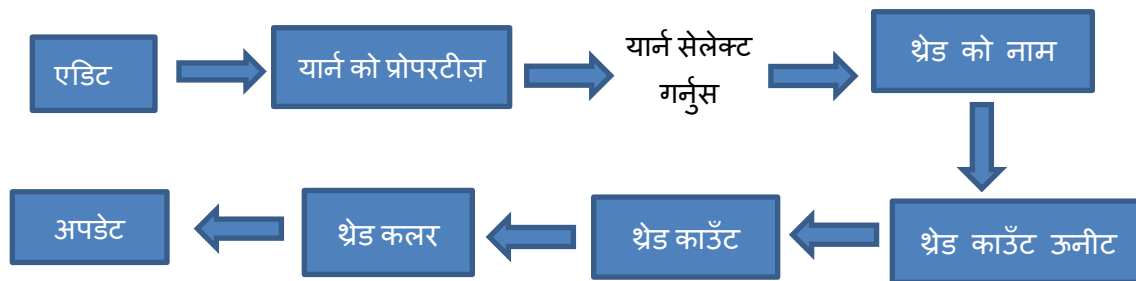 एडिट
यार्न को प्रोपरटीज़
यार्न सेलेक्ट
गर्नुस
थ्रेड को नाम
थ्रेड काउँट ऊनीट
थ्रेड काउँट
थ्रेड कलर
अपडेट